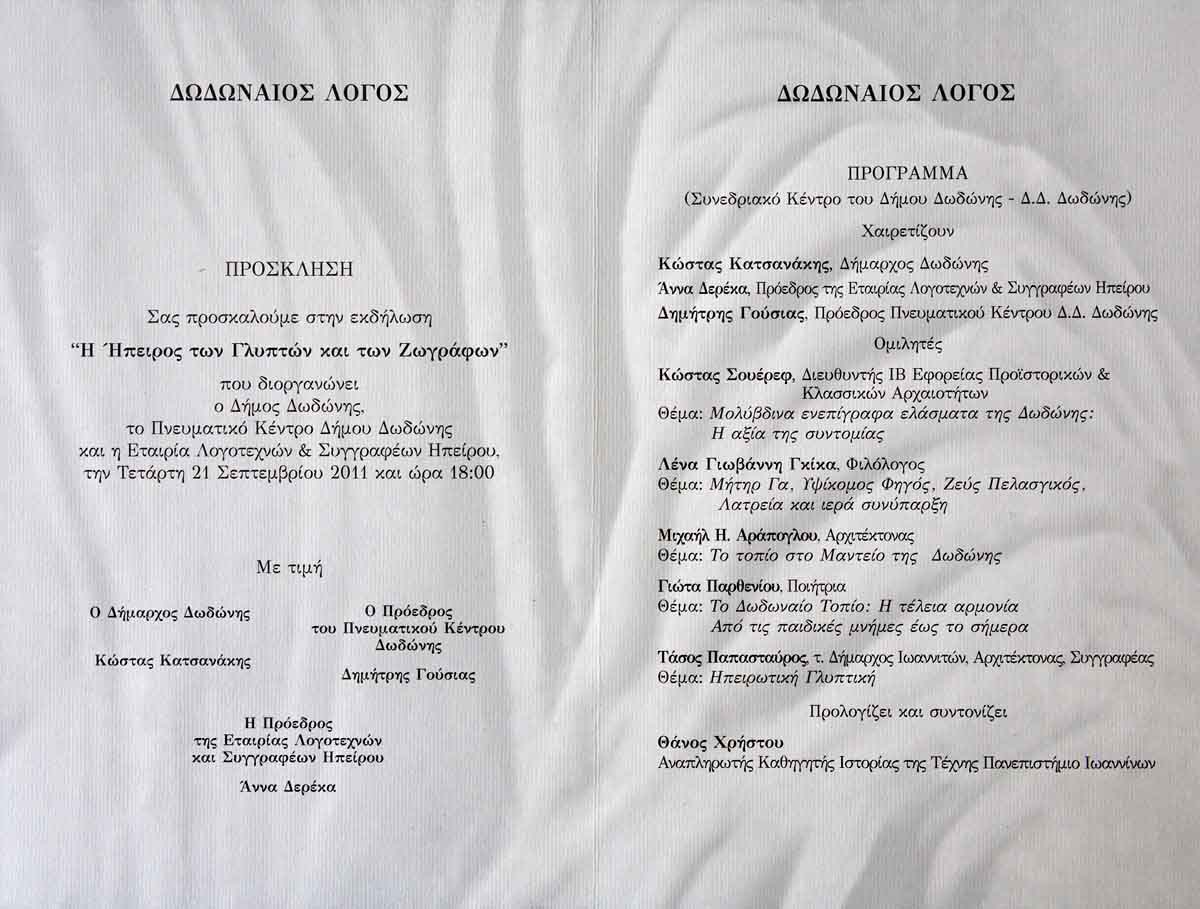 ΔΩΔΩΝΑΙΟΣ ΛΟΓΟΣ
ΠΡΟΣΚΛΗΣΗ
Σας προσκαλούμε στην εκδήλωση
“Η Ήπειρος των Γλυπτών και των Ζωγράφων”
που διοργανώνει
ο Δήμος Δωδώνης,
το Πνευματικό Κέντρο Δήμου Δωδώνης
και η Εταιρία Λογοτεχνών & Συγγραφέων Ηπείρου,
την Τετάρτη 21 Σεπτεμβρίου 2011 και ώρα 18:00
Με τιμή
Ο Δήμαρχος Δωδώνης
Κώστας Κατσανάκης
Ο Πρόεδρος
του Πνευματικού Κέντρου
Δωδώνης
Δημήτρης Γούσιας
Η Πρόεδρος
της Εταιρίας Λογοτεχνών
και Συγγραφέων Ηπείρου
Άννα Δερέκα
ΔΩΔΩΝΑΙΟΣ ΛΟΓΟΣ
ΠΡΟΓΡΑΜΜΑ
(Συνεδριακό Κέντρο του Δήμου Δωδώνης - Δ.Δ. Δωδώνης)
Χαιρετίζουν
Κώστας Κατσανάκης, Δήμαρχος Δωδώνης
Άννα Δερέκα, Πρόεδρος της Εταιρίας Λογοτεχνών & Συγγραφέων Ηπείρου
Δημήτρης Γούσιας, Πρόεδρος Πνευματικού Κέντρου Δ.Δ. Δωδώνης
Ομιλητές
Κώστας Σουέρεφ, Διευθυντής ΙΒ Εφορείας Προϊστορικών &
Κλασσικών Αρχαιοτήτων
Θέμα: Μολύβδινα ενεπίγραφα ελάσματα της Δωδώνης:
Η αξία της συντομίας
Λένα Γιωβάννη Γκίκα, Φιλόλογος
Θέμα: Μήτηρ Γα, Υψίκομος Φηγός, Ζεύς Πελασγικός,
Λατρεία και ιερά συνύπαρξη
Μιχαήλ Η. Αράπογλου, Αρχιτέκτονας
Θέμα: Το τοπίο στο Μαντείο της Δωδώνης
Γιώτα Παρθενίου, Ποιήτρια
Θέμα: Το Δωδωναίο Τοπίο: Η τέλεια αρμονία
Από τις παιδικές μνήμες έως το σήμερα
Τάσος Παπασταύρος, τ. Δήμαρχος Ιωαννιτών, Αρχιτέκτονας, Συγγραφέας
Θέμα: Ηπειρωτική Γλυπτική
Προλογίζει και συντονίζει
Θάνος Χρήστου
Αναπληρωτής Καθηγητής Ιστορίας της Τέχνης Πανεπιστήμιο Ιωαννίνων